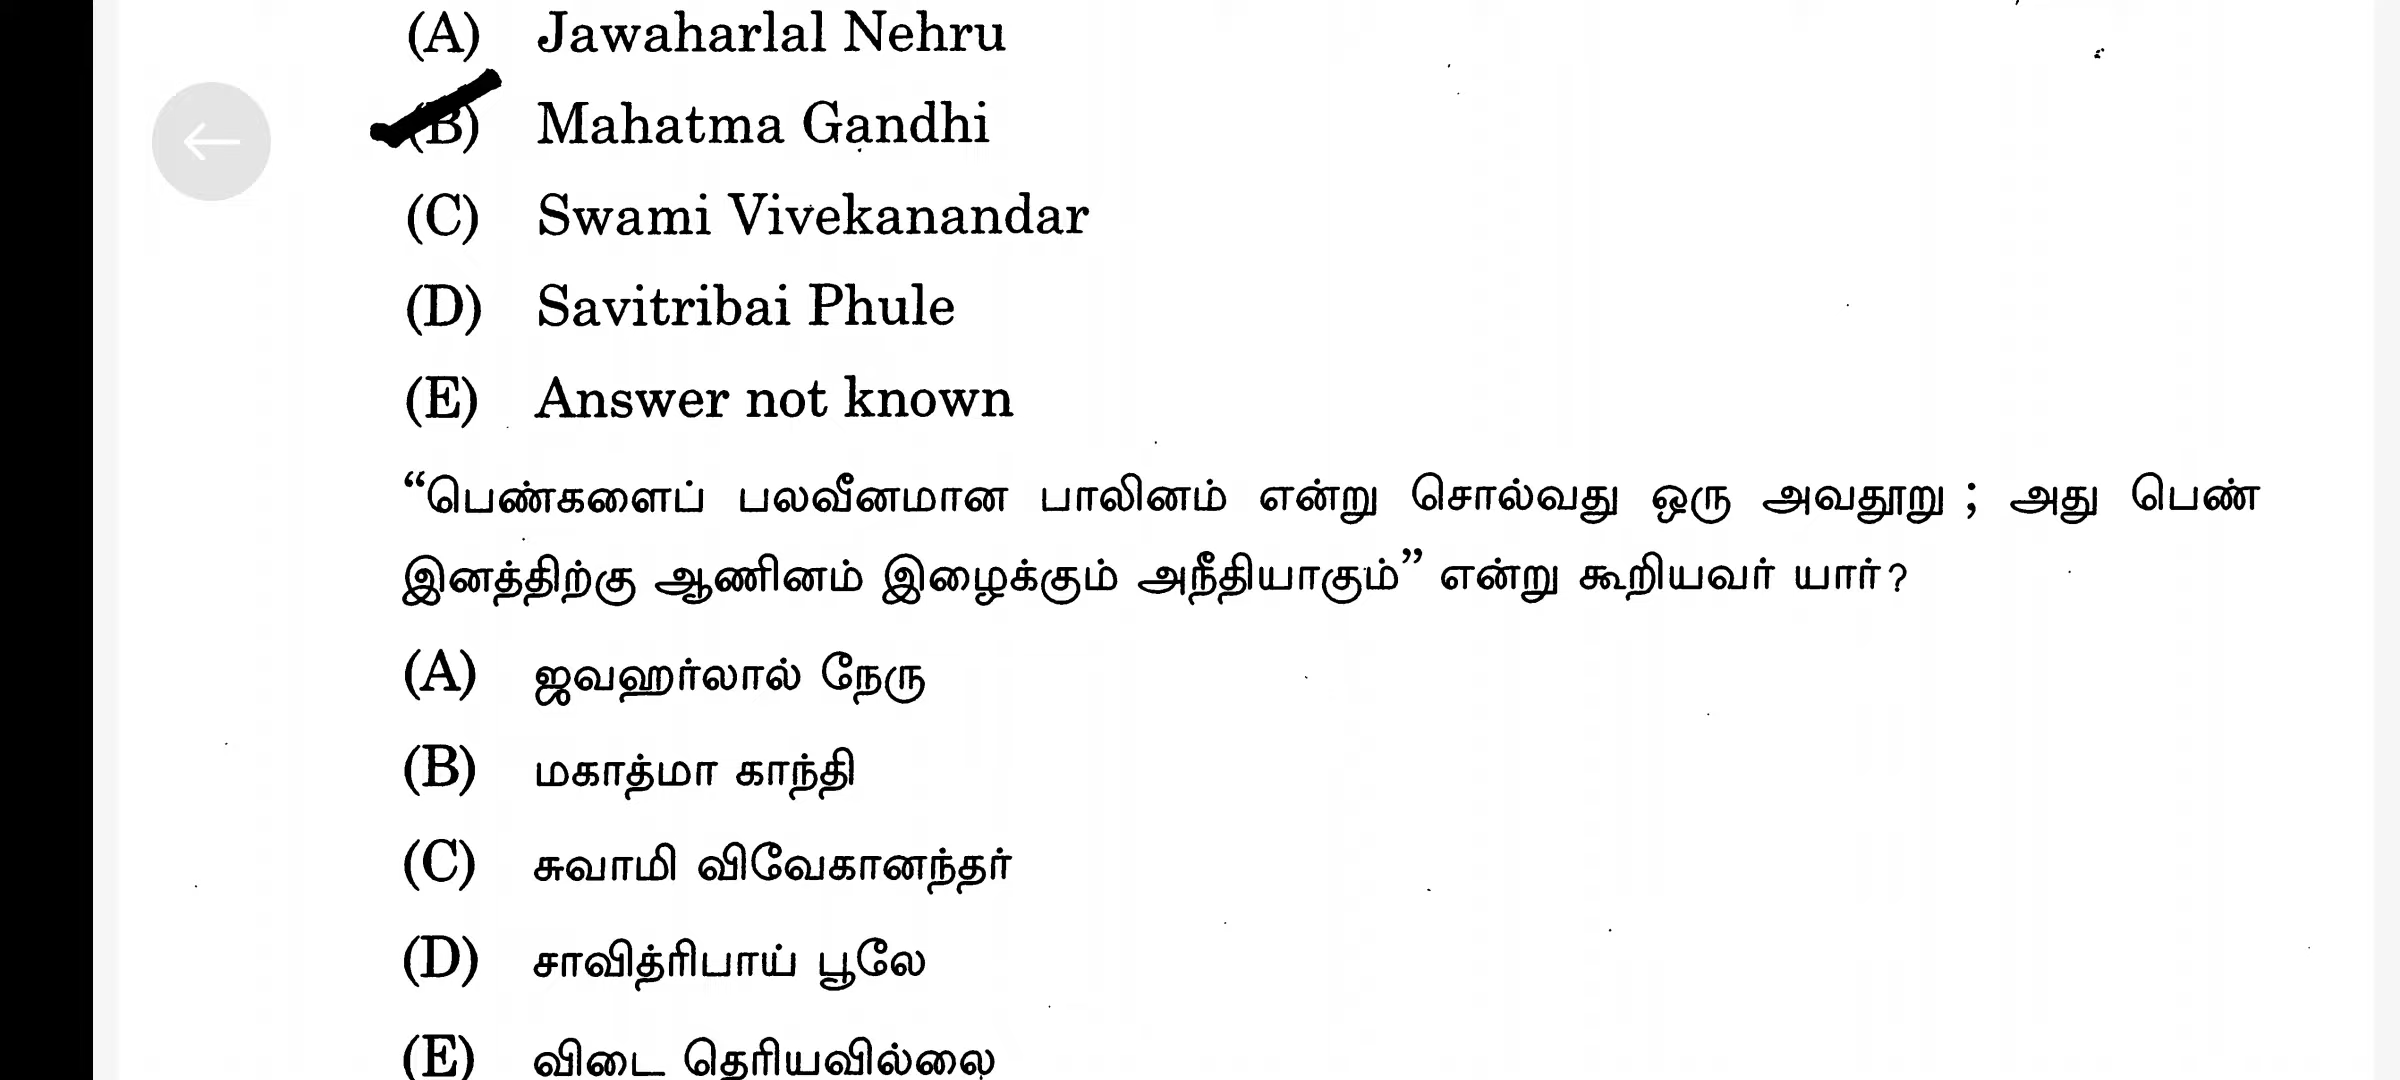 (A) Jawaharlal Nehru
(B) Mahatma Gandhi
(C) Swami Vivekanandar
(D) Savitribai Phule
(E) Answer not known
“பெண்களைப் பலவீனமான பாலினம் என்று சொல்வது ஒரு அவதூறு ; அது பெண்
இனத்திற்கு ஆணினம் இழைக்கும் அநீதியாகும்” என்று கூறியவர் யார்?
(A) ஜவஹர்லால் நேரு
(B) மகாத்மா காந்தி
(C) சுவாமி விவேகானந்தர்
(D) சாவித்ரிபாய் பூலே
(E) விடை தெரியவில்லை